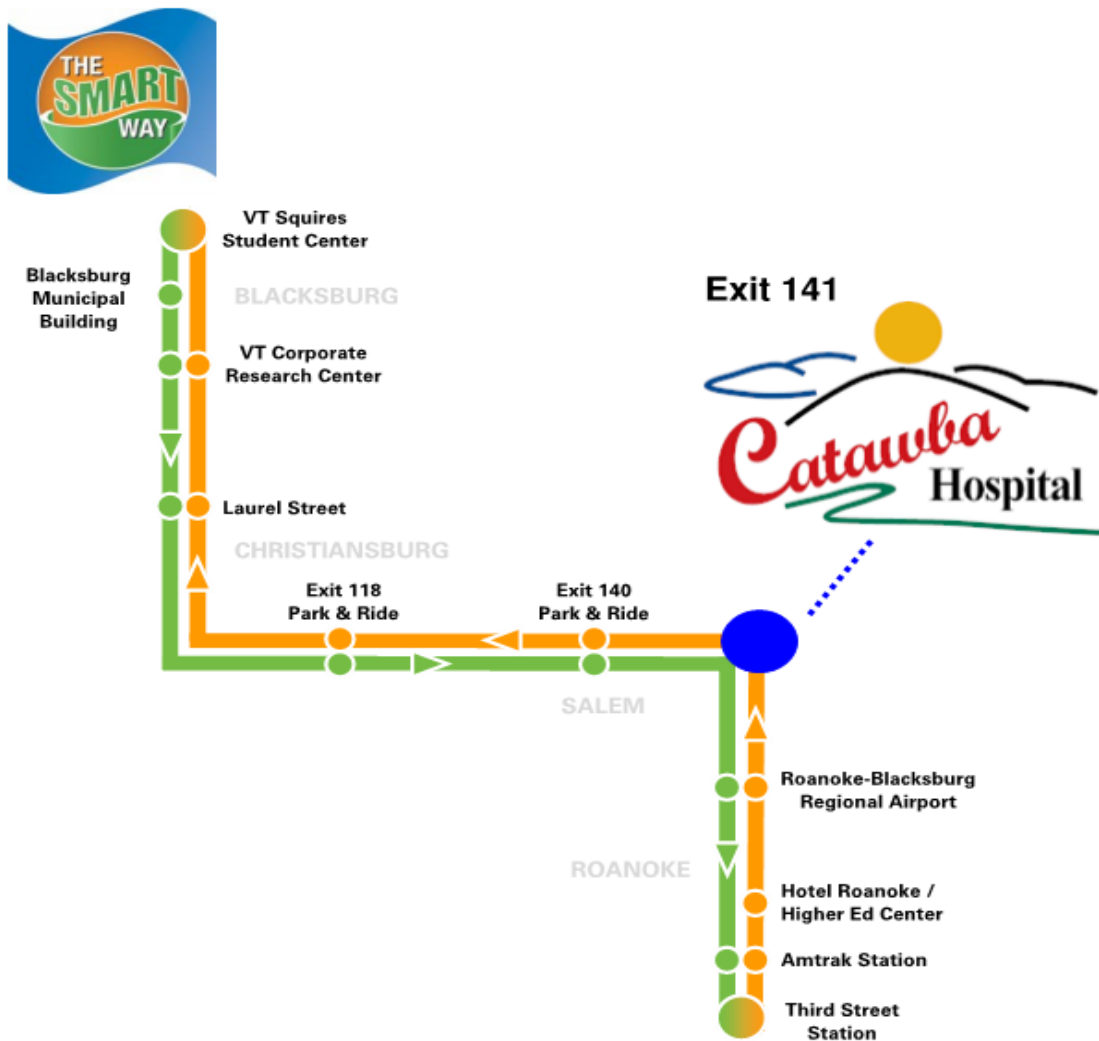 THE
SMART
WAY
VT Squires
Student Center
Blacksburg
Municipal
Building
BLACKSBURG
Exit 141
VT Corporate
Research Center
Catawba
Hospital
Laurel Street
CHRISTIANSBURG
Exit 118
Park & Ride
Exit 140
Park & Ride
SALEM
Roanoke-Blacksburg
Regional Airport
ROANOKE
Hotel Roanoke /
Higher Ed Center
Amtrak Station
Third Street
Station